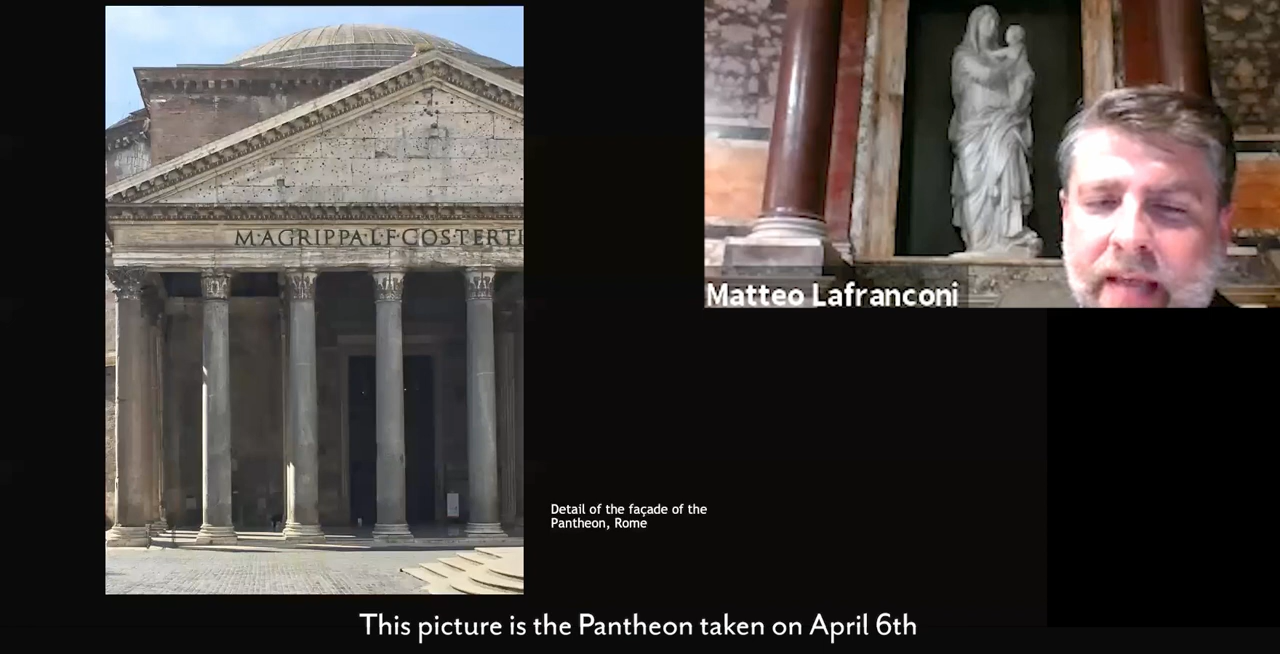 M·AGRIPPA·L·F·COS·TERTI
Matteo Lafranconi
Detail of the façade of the
Pantheon, Rome
This picture is the Pantheon taken on April 6th